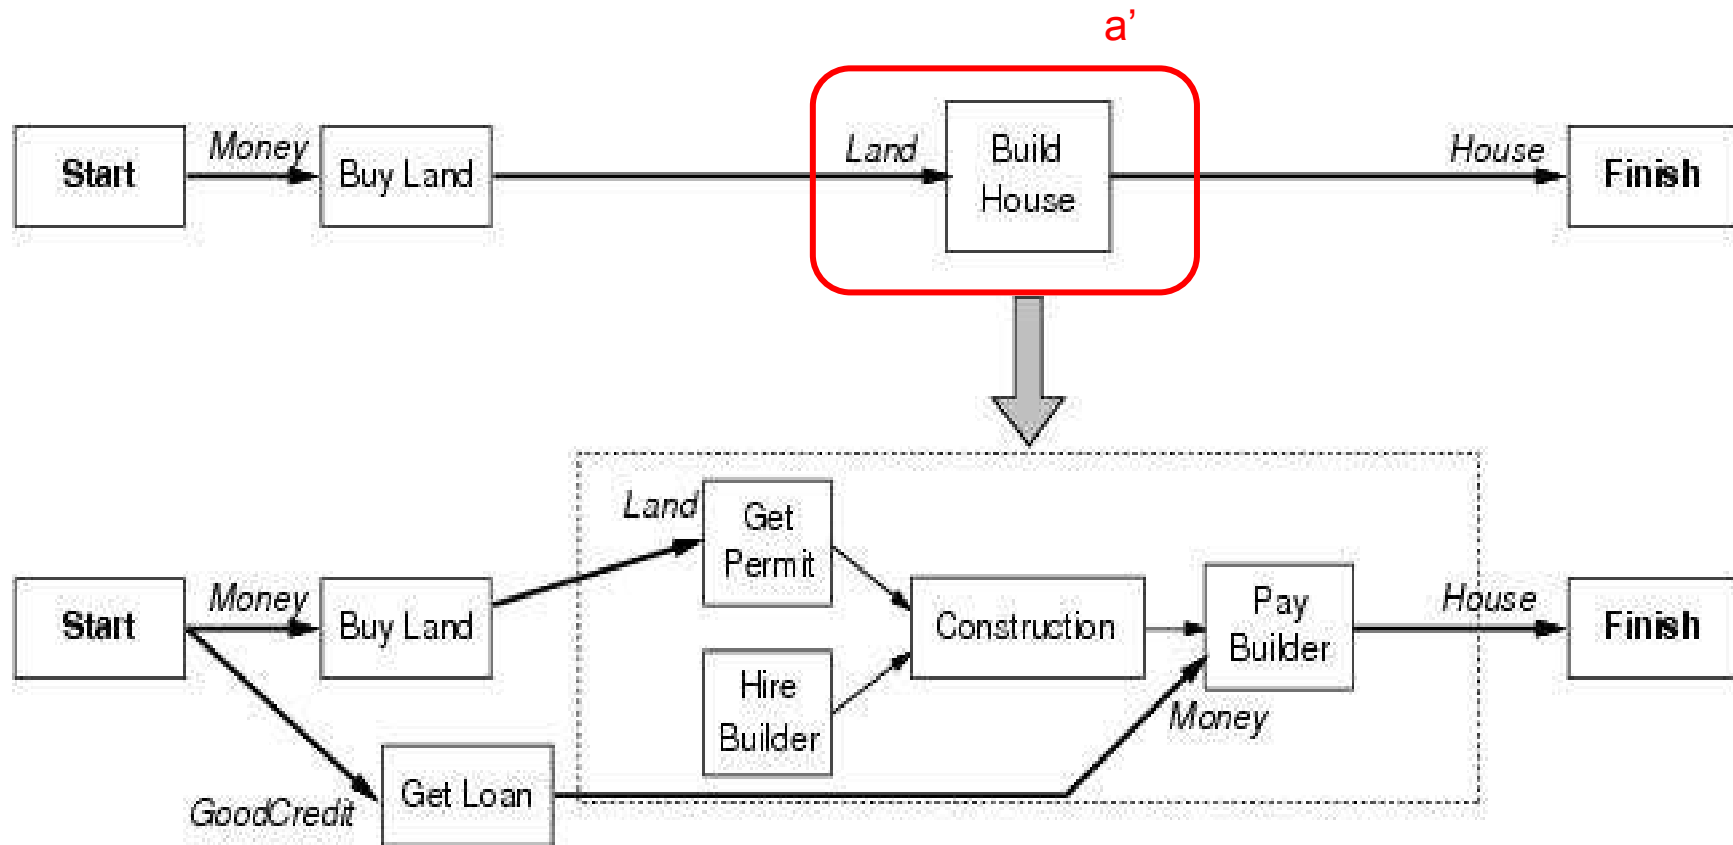 a’
Start
Money
Buy Land
Land
Build
House
House
Finish
Land
Get
Permit
Start
Money
Buy Land
Construction
Pay
Builder
House
Finish
Hire
Builder
Money
GoodCredit
Get Loan